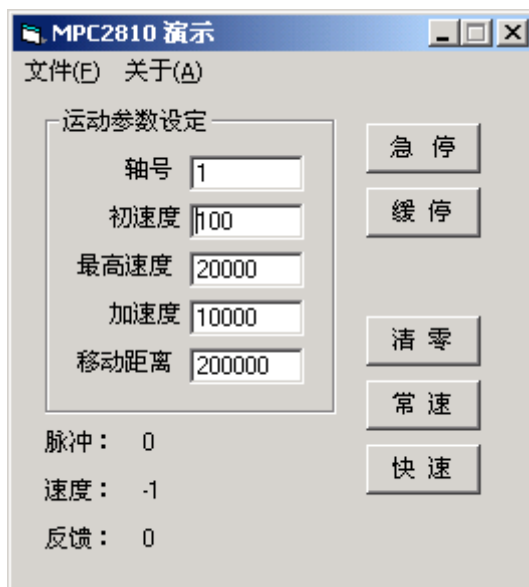 MPC2810 演示
文件(F) 关于(A)
运动参数设定
轴号 1
初速度 100
最高速度 20000
加速度 10000
移动距离 200000
急 停
缓 停
清 零
常 速
快 速
脉冲： 0
速度： -1
反馈： 0